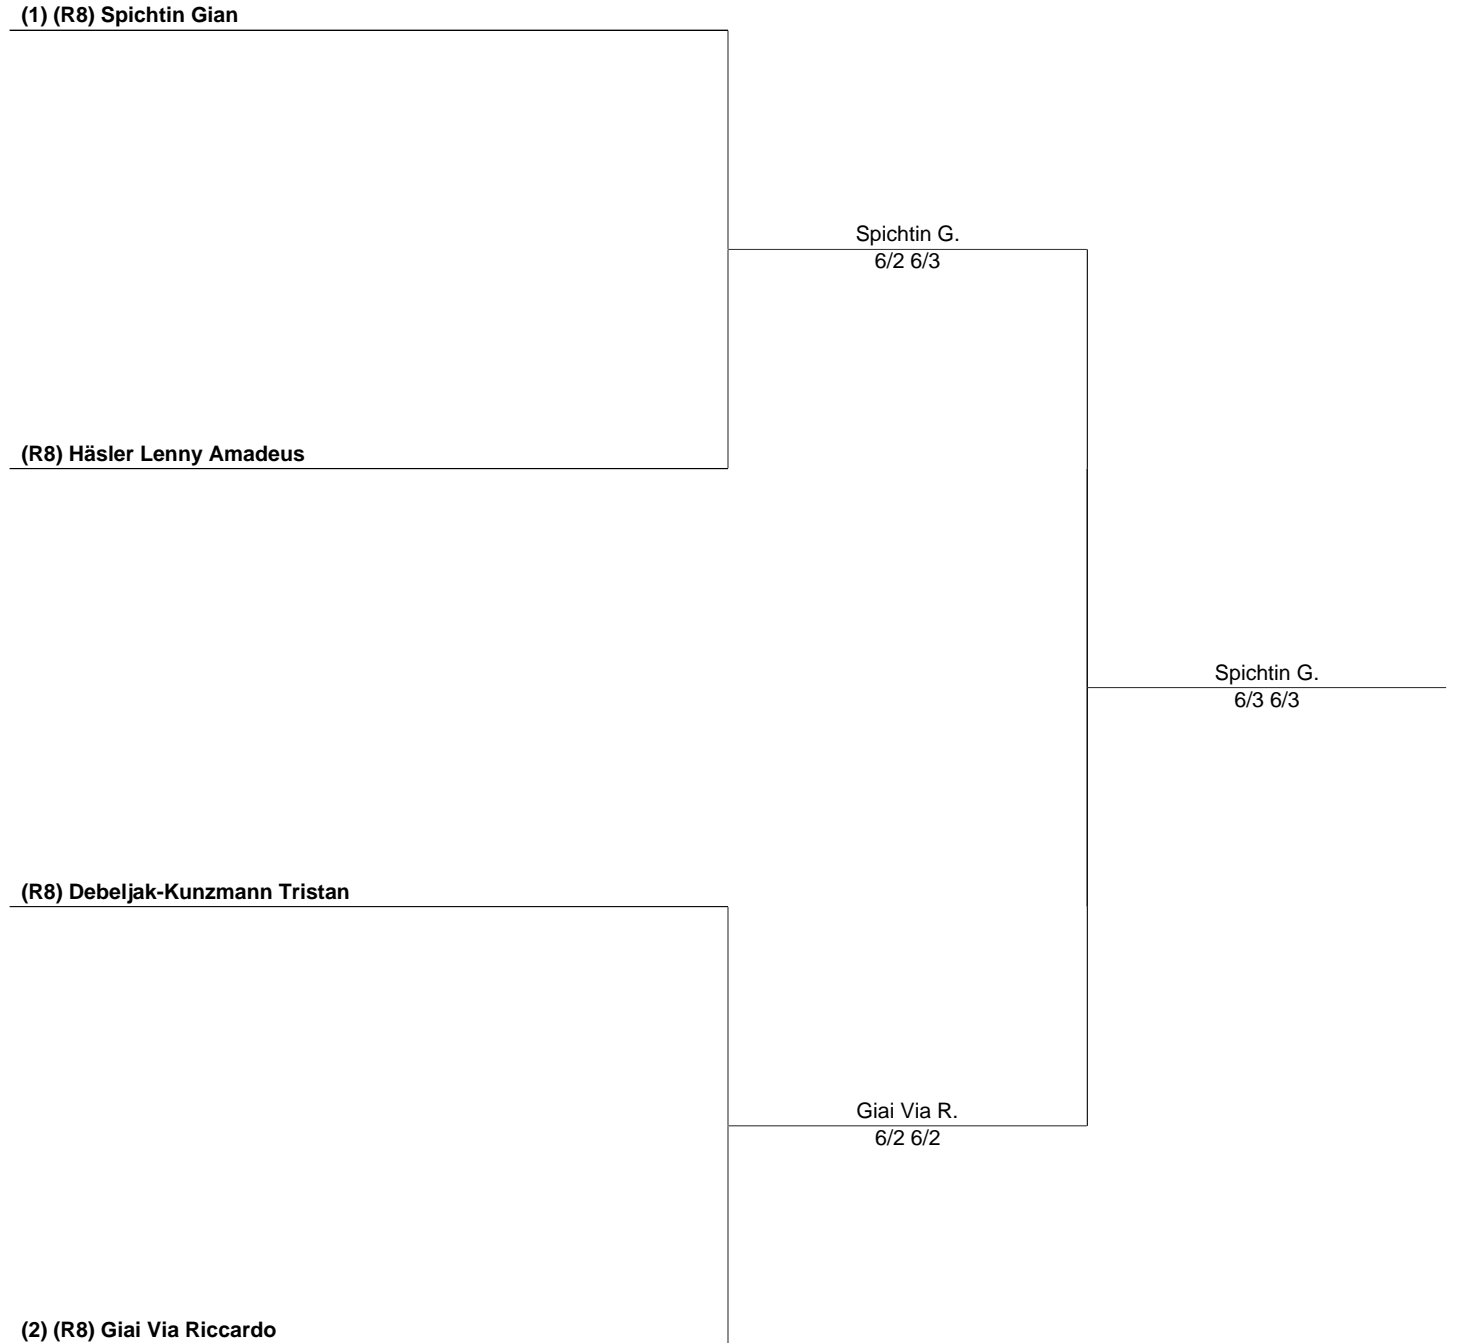 (1) (R8) Spichtin Gian
Spichtin G.
6/2 6/3
(R8) Häsler Lenny Amadeus
Spichtin G.
6/3 6/3
(R8) Debeljak-Kunzmann Tristan
Giai Via R.
6/2 6/2
(2) (R8) Giai Via Riccardo